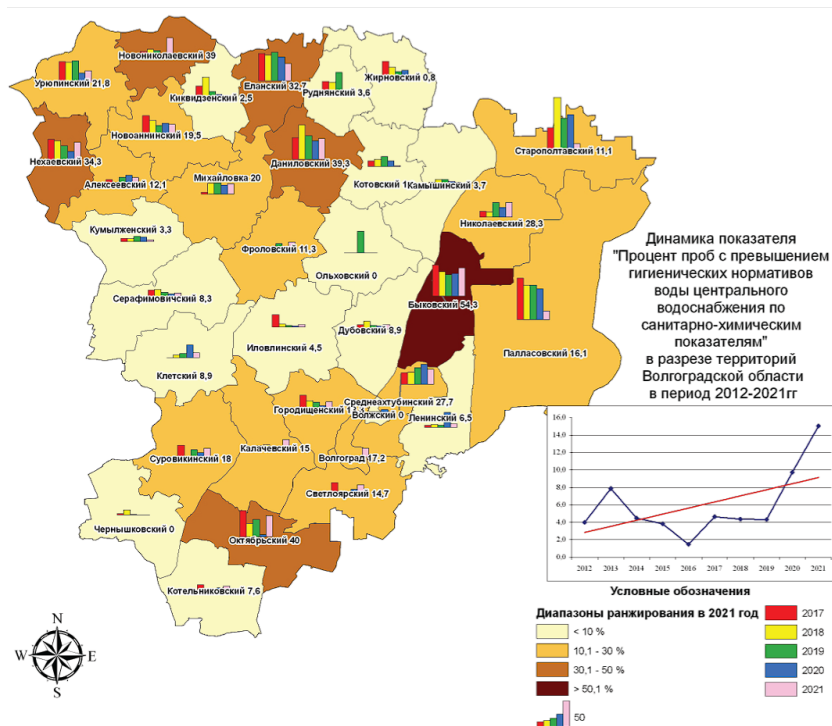 Новониколаевский 39
Урюпинский 21,8
Киквидзенский 2,5
Еланский 32,7
Руднянский 3,6
Жирновский 0,8
Новоаннинский 19,5
Нехаевский 34,3
Алексеевский 12,1
Михайловка 20
Даниловский 39,3
Котовский 1
Камышинский 3,7
Старополтавский 11,1
Николаевский 28,3
Кумылженский 3,3
Фроловский 11,3
Ольховский 0
Серафимовичский 8,3
Быковский 54,3
Иловлинский 4,5
Дубовский 8,9
Палласовский 16,1
Клетский 8,9
Среднеахтубинский 27,7
Городищенский
Волжский 0
Ленинский 6,5
Суровикинский 18
Калачевский 15
Волгоград 17,2
Светлоярский 14,7
Чернышковский 0
Октябрьский 40
Котельниковский 7,6
N
W
E
S
Динамика показателя
"Процент проб с превышением
гигиенических нормативов
воды центрального
водоснабжения по
санитарно-химическим
показателям"
в разрезе территорий
Волгоградской области
в период 2012-2021гг
16,0
14,0
12,0
10,0
8,0
6,0
4,0
2,0
0,0
2012 2013 2014 2015 2016 2017 2018 2019 2020 2021
Условные обозначения
Диапазоны ранжирования в 2021 год
< 10 %
10,1 - 30 %
30,1 - 50 %
> 50,1 %
50
2017
2018
2019
2020
2021